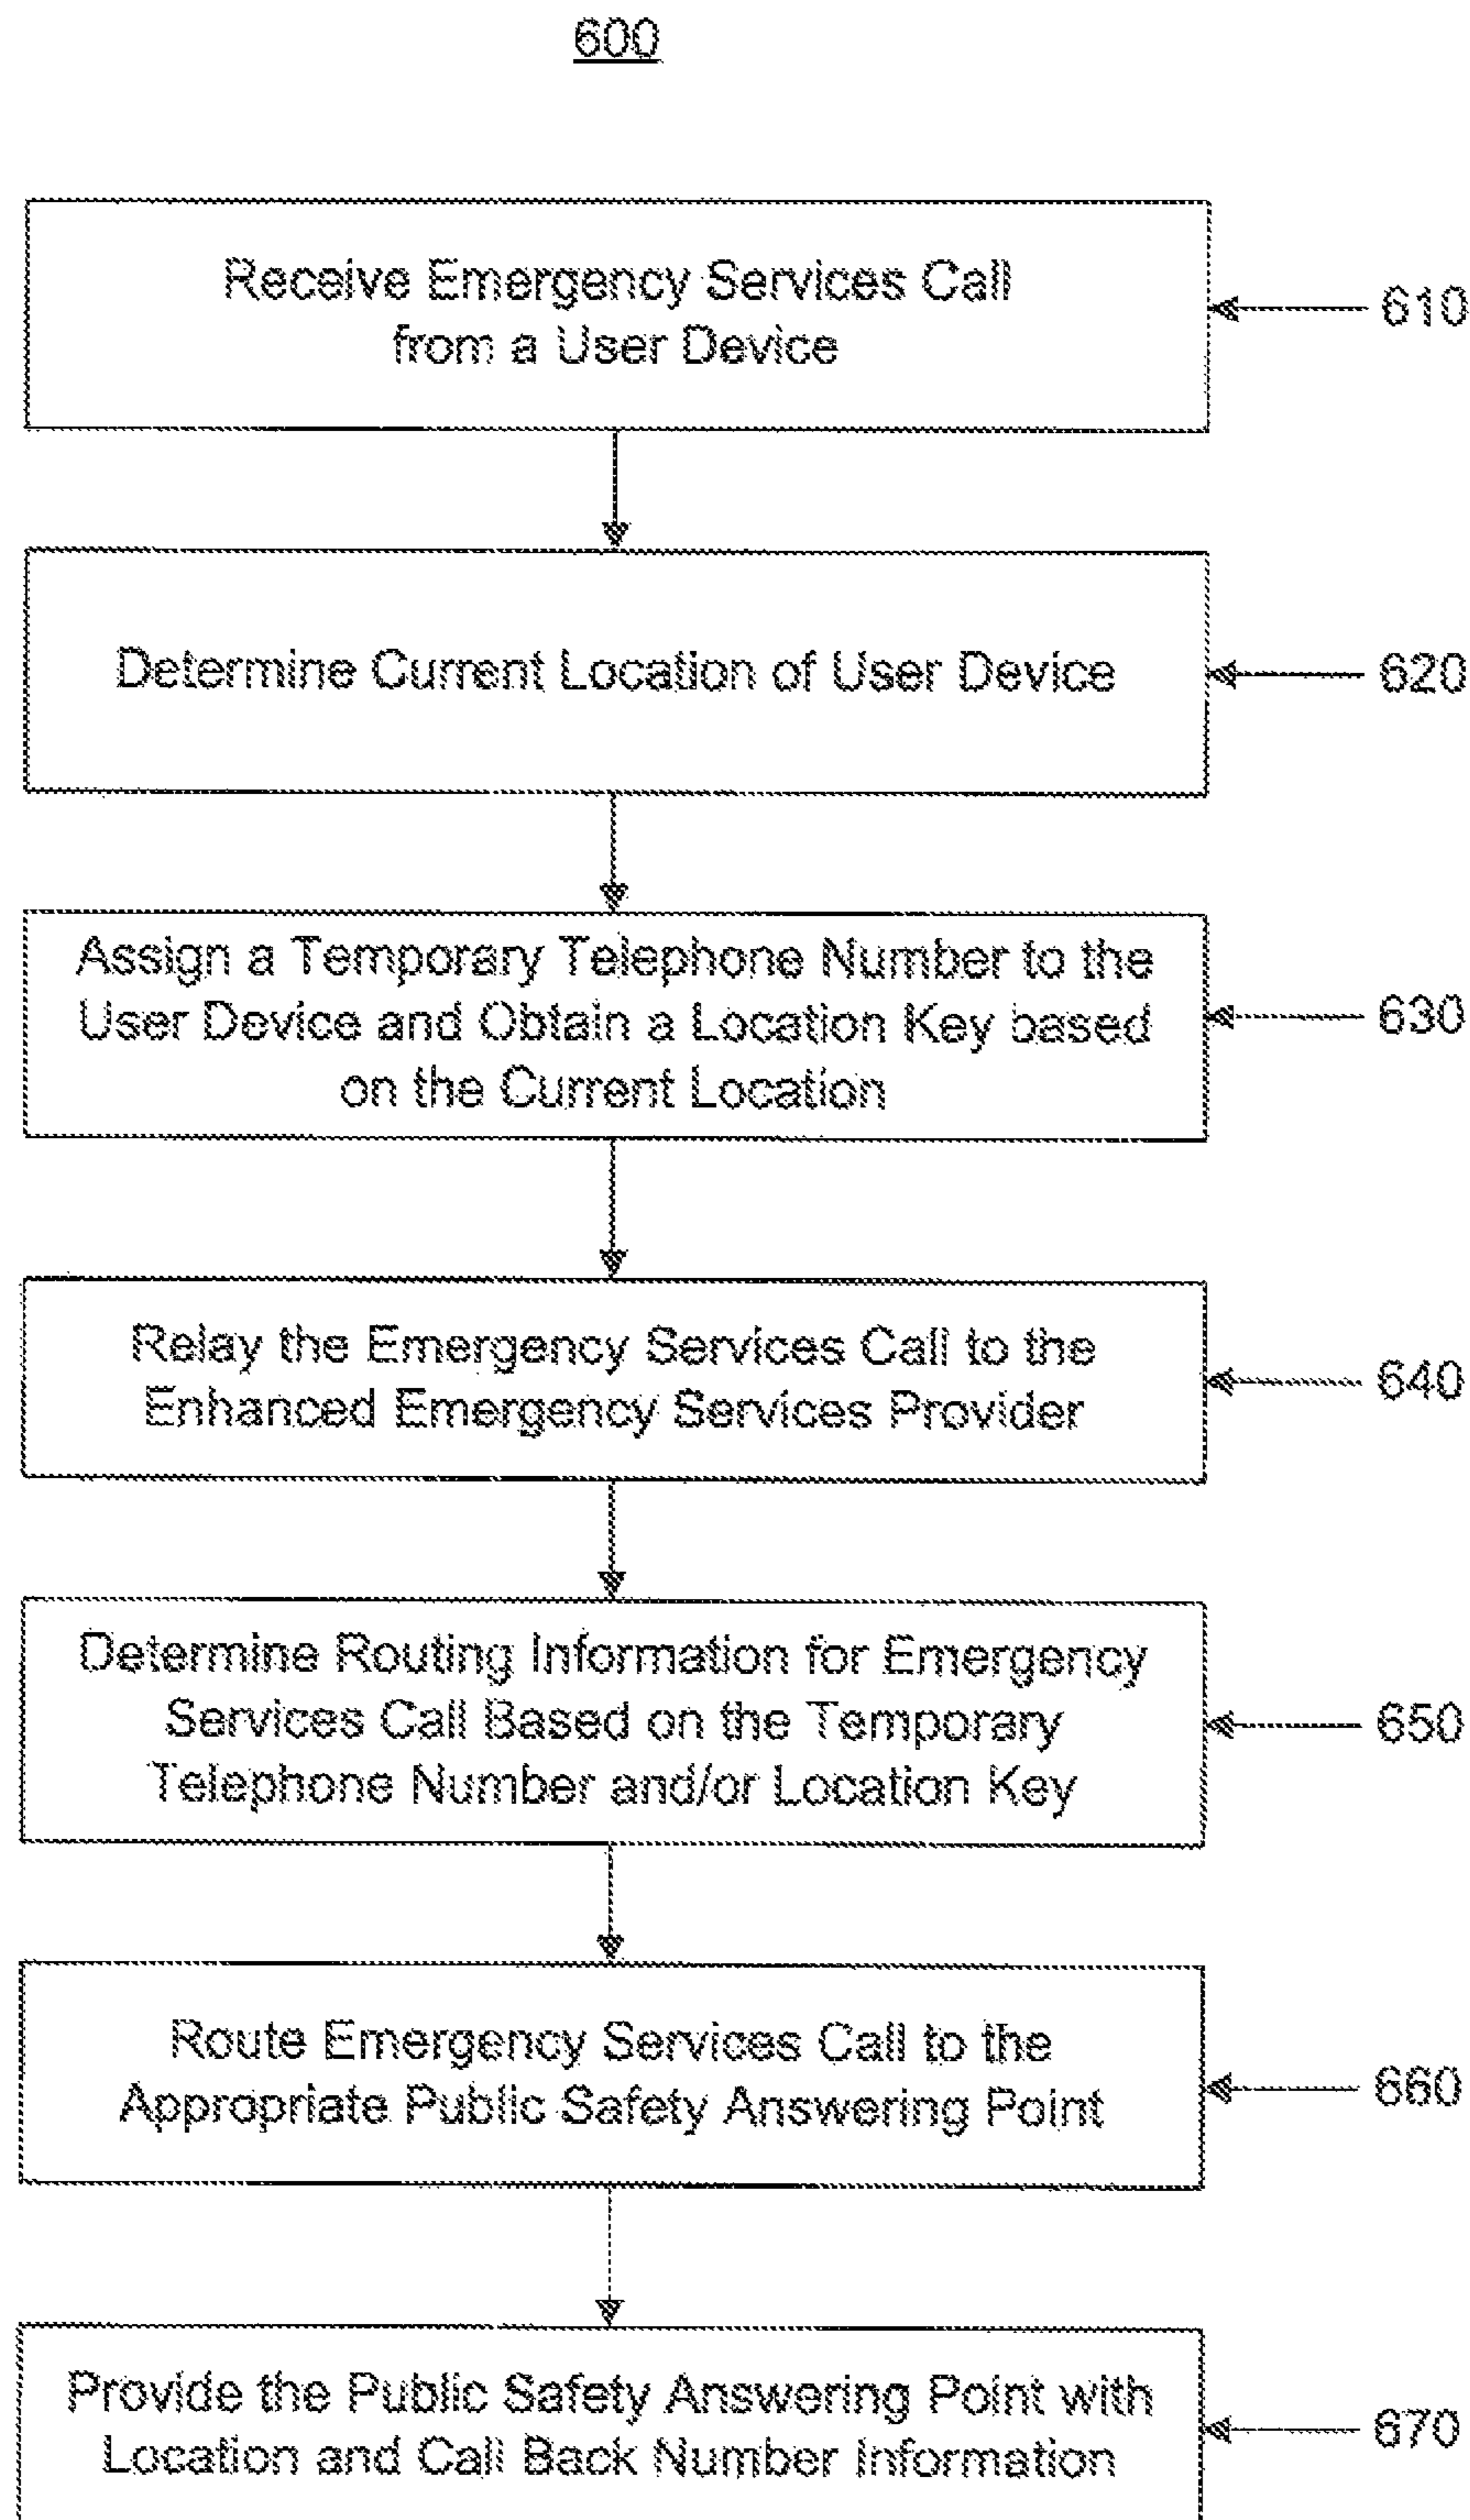 600
Receive Emergency Services Call
from a User Device
610
Determine Current Location of User Device
620
Assign a Temporary Telephone Number to the
User Device and Obtain a Location Key based
on the Current Location
630
Relay the Emergency Services Call to the
Enhanced Emergency Services Provider
640
Determine Routing Information for Emergency
Services Call Based on the Temporary
Telephone Number and/or Location Key
650
Route Emergency Services Call to the
Appropriate Public Safety Answering Point
660
Provide the Public Safety Answering Point with
Location and Call Back Number Information
670